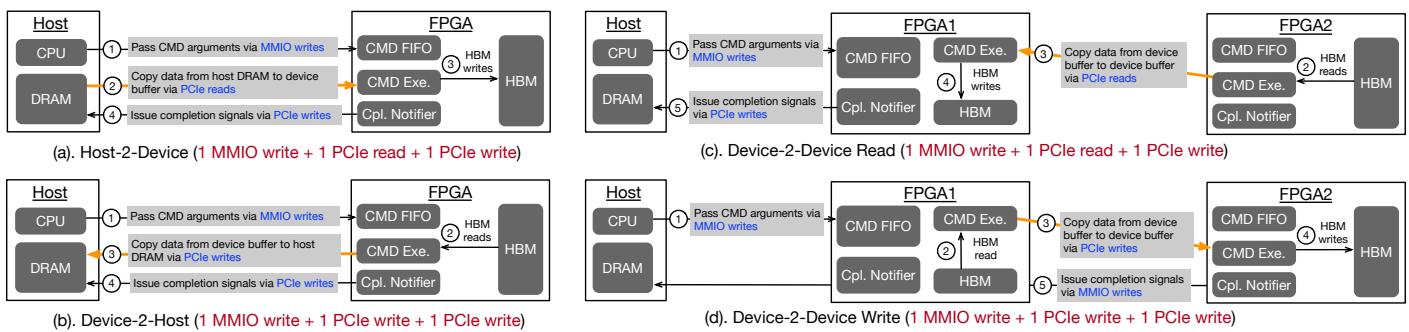 Host
FPGA
CPU
DRAM
1
Pass CMD arguments via MMIO writes
2
Copy data from host DRAM to device
buffer via PCIe reads
4
Issue completion signals via PCIe writes
CMD FIFO
CMD Exe.
Cpl. Notifier
3
HBM
writes
HBM
(a). Host-2-Device (1 MMIO write + 1 PCIe read + 1 PCIe write)
Host
FPGA
CPU
DRAM
1
Pass CMD arguments via MMIO writes
3
Copy data from device buffer to host
DRAM via PCIe writes
4
Issue completion signals via PCIe writes
CMD FIFO
CMD Exe.
Cpl. Notifier
2
HBM
reads
HBM
(b). Device-2-Host (1 MMIO write + 1 PCIe write + 1 PCIe write)
Host
FPGA1
FPGA2
CPU
DRAM
1
Pass CMD arguments via
MMIO writes
5
Issue completion signals
via PCIe writes
CMD FIFO
Cpl. Notifier
CMD Exe.
4
HBM
writes
HBM
3
Copy data from device
buffer to device buffer
via PCIe reads
CMD FIFO
CMD Exe.
Cpl. Notifier
2
HBM
reads
HBM
(c). Device-2-Device Read (1 MMIO write + 1 PCIe read + 1 PCIe write)
Host
FPGA1
FPGA2
CPU
DRAM
1
Pass CMD arguments via
MMIO writes
CMD FIFO
Cpl. Notifier
CMD Exe.
2
HBM
read
HBM
3
Copy data from device
buffer to device buffer
via PCIe writes
5
Issue completion signals
via MMIO writes
CMD FIFO
CMD Exe.
Cpl. Notifier
4
HBM
writes
HBM
(d). Device-2-Device Write (1 MMIO write + 1 PCIe write + 1 PCIe write)